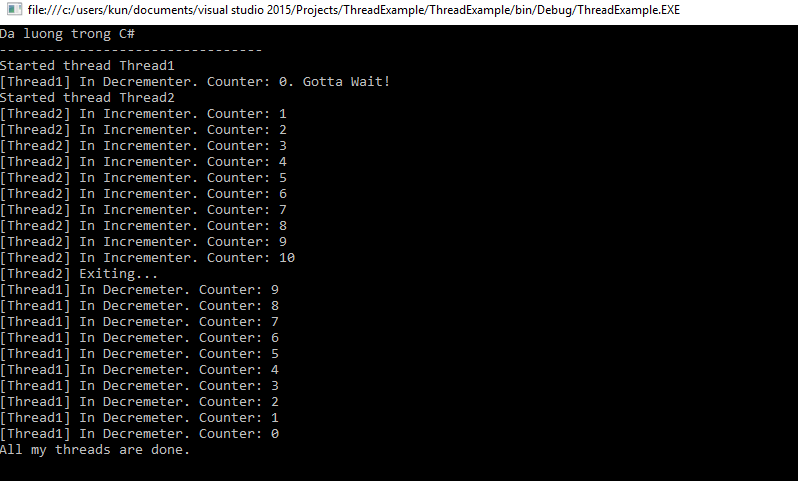 file:///c:/users/kun/documents/visual studio 2015/Projects/ThreadExample/ThreadExample/bin/Debug/ThreadExample.EXE
Da luong trong C#
---------------------------------
Started thread Thread1
[Thread1] In Decrementer. Counter: 0. Gotta Wait!
Started thread Thread2
[Thread2] In Incrementer. Counter: 1
[Thread2] In Incrementer. Counter: 2
[Thread2] In Incrementer. Counter: 3
[Thread2] In Incrementer. Counter: 4
[Thread2] In Incrementer. Counter: 5
[Thread2] In Incrementer. Counter: 6
[Thread2] In Incrementer. Counter: 7
[Thread2] In Incrementer. Counter: 8
[Thread2] In Incrementer. Counter: 9
[Thread2] In Incrementer. Counter: 10
[Thread2] Exiting...
[Thread1] In Decremeter. Counter: 9
[Thread1] In Decremeter. Counter: 8
[Thread1] In Decremeter. Counter: 7
[Thread1] In Decremeter. Counter: 6
[Thread1] In Decremeter. Counter: 5
[Thread1] In Decremeter. Counter: 4
[Thread1] In Decremeter. Counter: 3
[Thread1] In Decremeter. Counter: 2
[Thread1] In Decremeter. Counter: 1
[Thread1] In Decremeter. Counter: 0
All my threads are done.